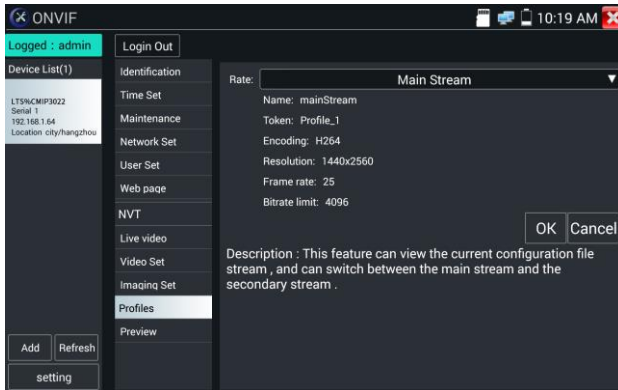 ONVIF
10:19 AM
Logged : admin
Login Out
Device List(1)
LTS%CMIP3022
Serial 1
192.168.1.64
Location city/hangzhou
Add
Refresh
setting
Identification
Time Set
Maintenance
Network Set
User Set
Web page
NVT
Live video
Video Set
Imaging Set
Profiles
Preview
Rate:
Main Stream
Name: mainStream
Token: Profile_1
Encoding: H264
Resolution: 1440x2560
Frame rate: 25
Bitrate limit: 4096
OK
Cancel
Description : This feature can view the current configuration file
stream , and can switch between the main stream and the
secondary stream .